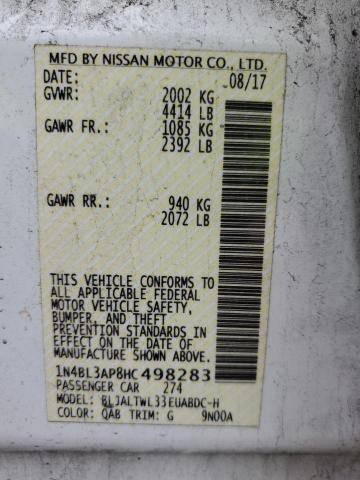 MFD BY NISSAN MOTOR CO., LTD.
DATE: 08/17
GVWR: 2002 KG
4414 LB
GAWR FR.: 1085 KG
2392 LB
GAWR RR.: 940 KG
2072 LB
THIS VEHICLE CONFORMS TO
ALL APPLICABLE FEDERAL
MOTOR VEHICLE SAFETY,
BUMPER, AND THEFT
PREVENTION STANDARDS IN
EFFECT ON THE DATE OF
MANUFACTURE SHOWN ABOVE.
1N4BL3AP8HC498283
PASSENGER CAR 274
MODEL: BLJALTWL33EUABDC-H
COLOR: QAB TRIM: G 9N00A